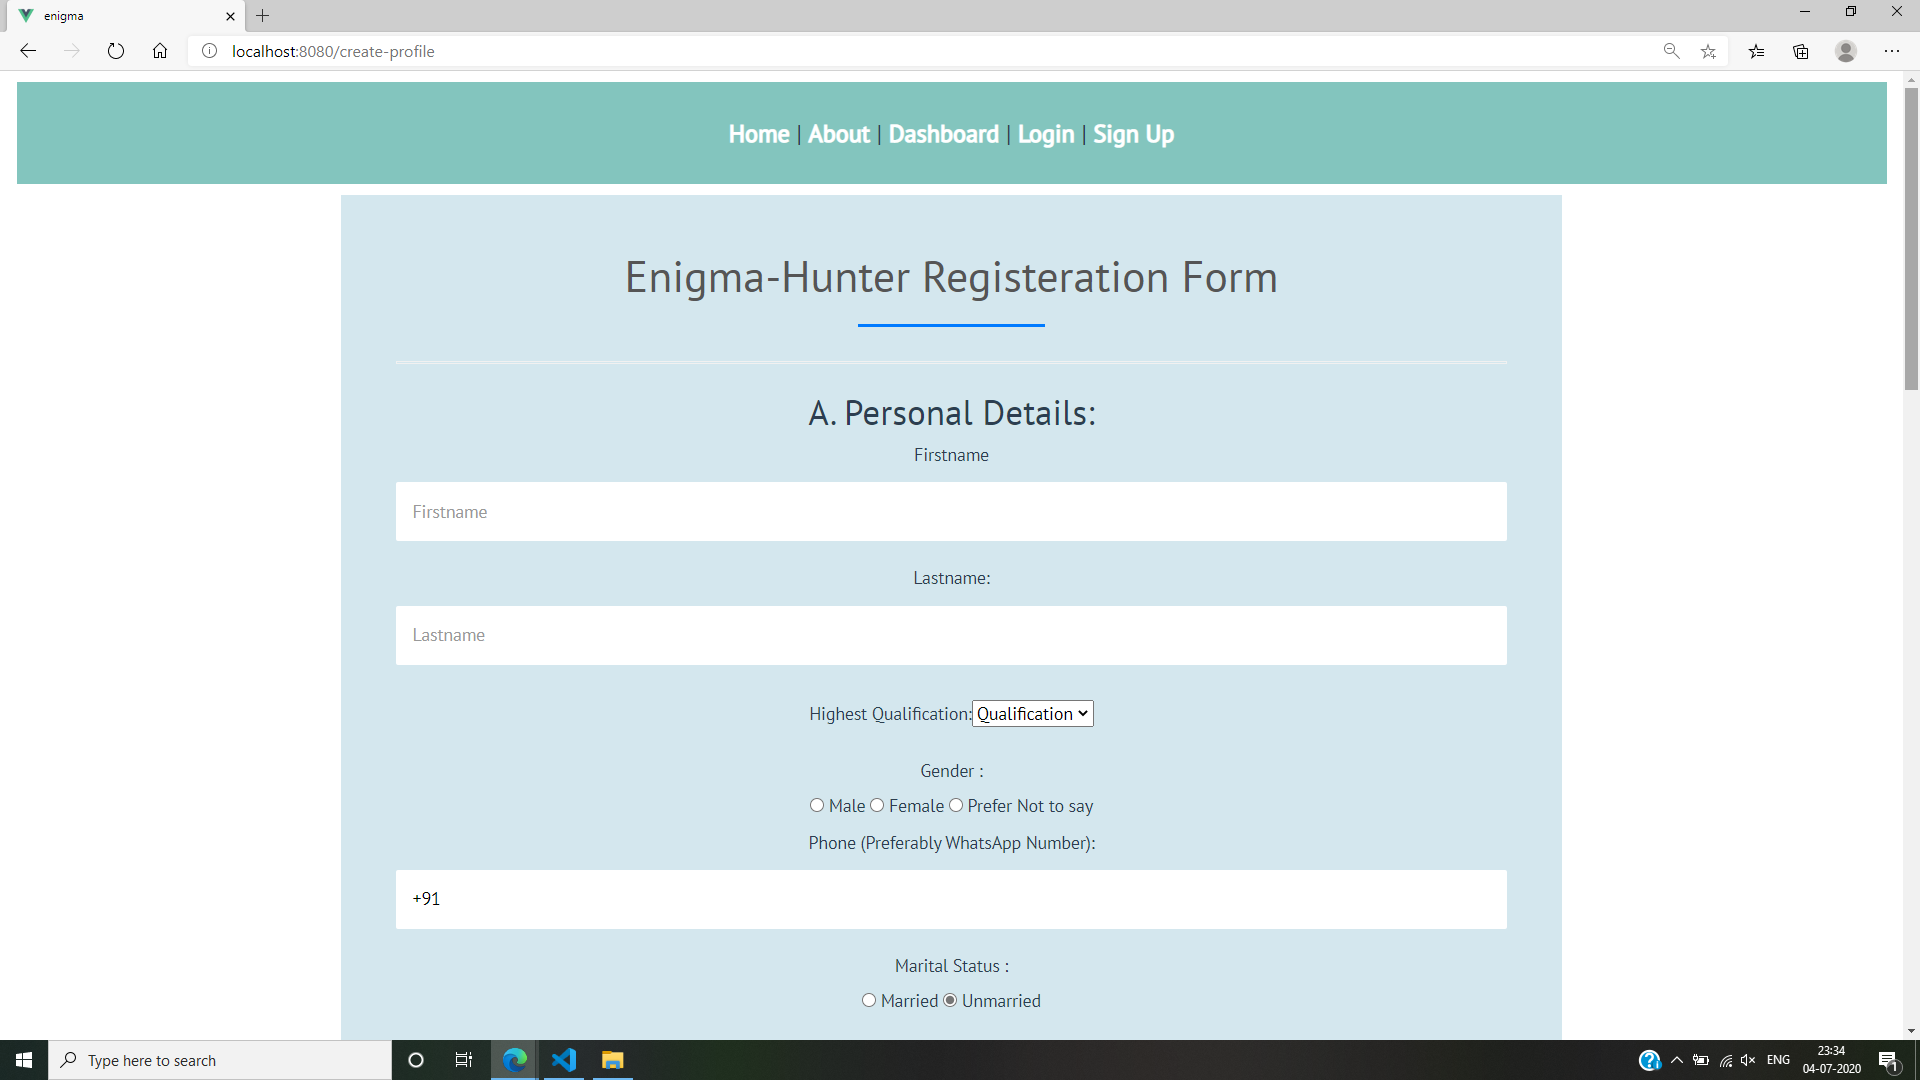 enigma
localhost:8080/create-profile
Home | About | Dashboard | Login | Sign Up
Enigma-Hunter Registeration Form
A. Personal Details:
Firstname
Firstname
Lastname:
Lastname
Highest Qualification: Qualification
Gender :
Male Female Prefer Not to say
Phone (Preferably WhatsApp Number):
+91
Marital Status :
Married Unmarried
Type here to search
ENG
23:34
04-07-2020
1